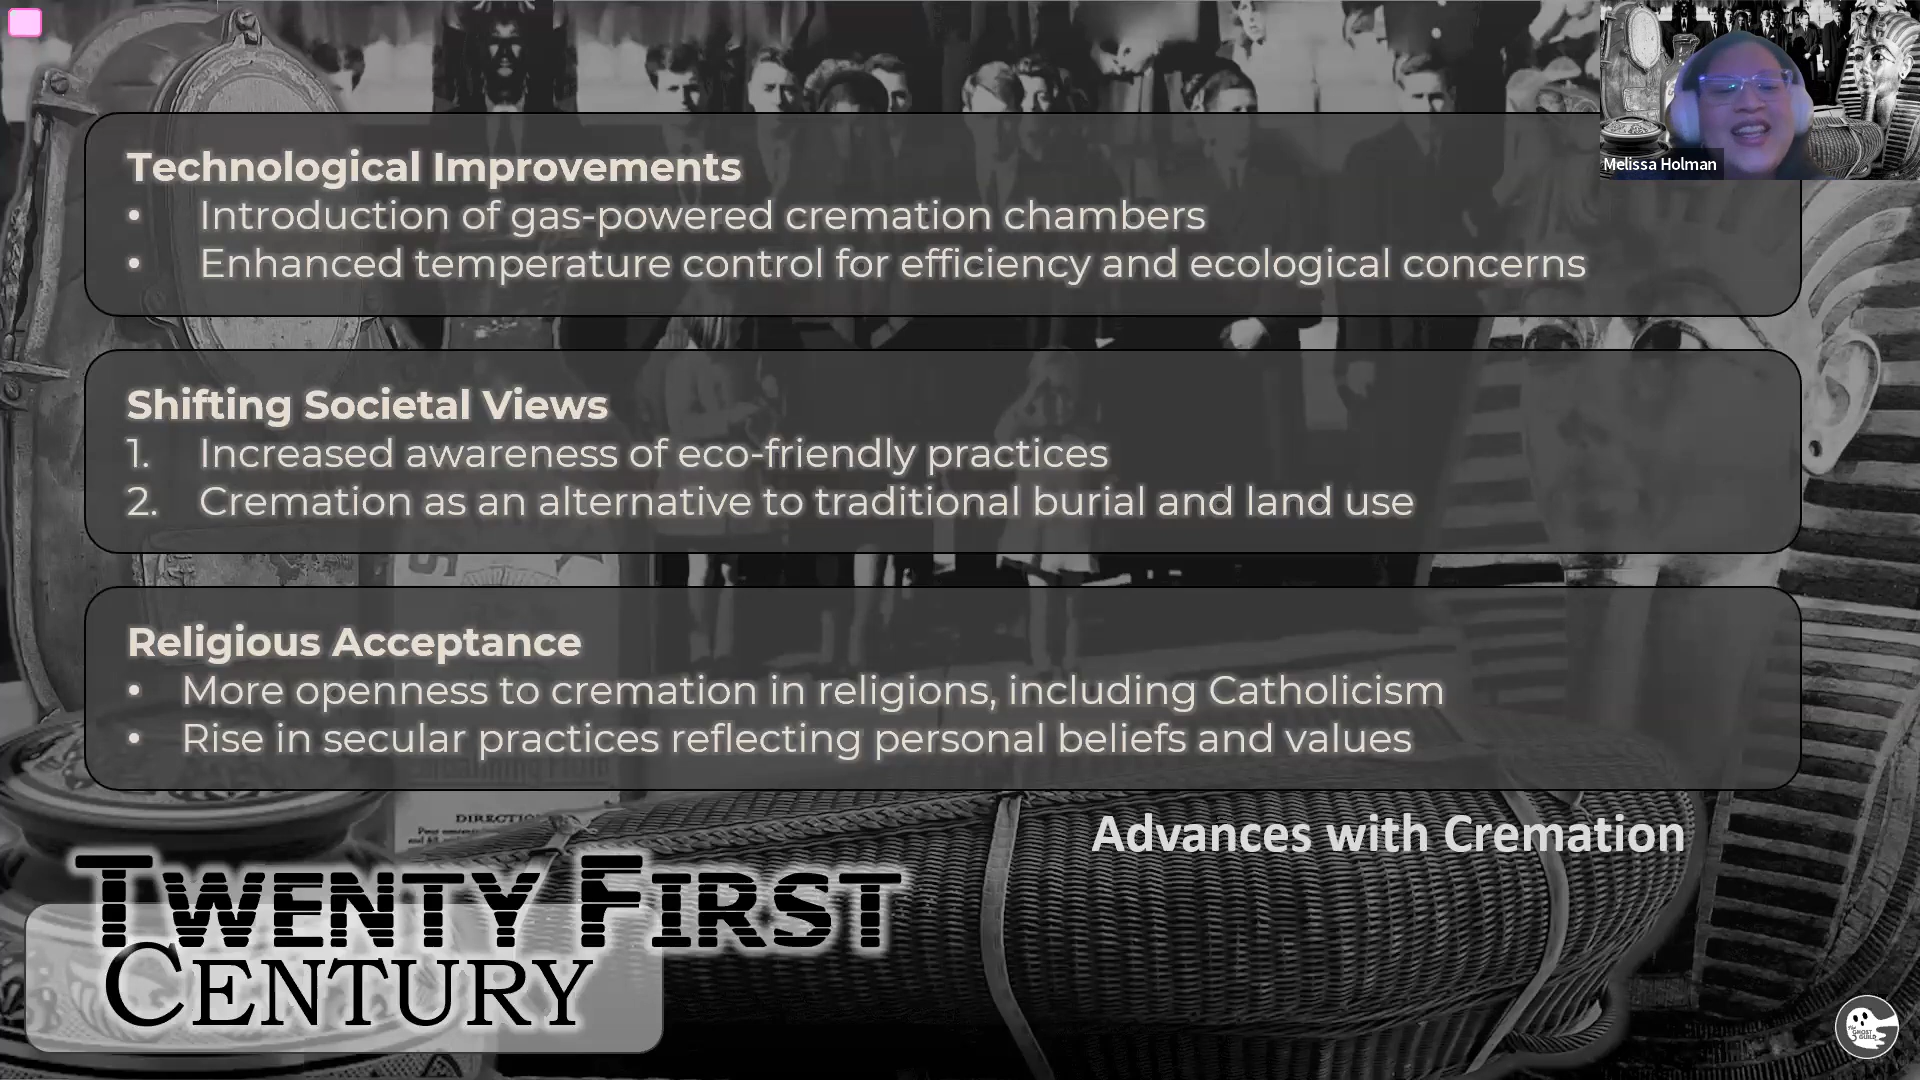 Melissa Holman
Technological Improvements
• Introduction of gas-powered cremation chambers
• Enhanced temperature control for efficiency and ecological concerns
Shifting Societal Views
1. Increased awareness of eco-friendly practices
2. Cremation as an alternative to traditional burial and land use
Religious Acceptance
• More openness to cremation in religions, including Catholicism
• Rise in secular practices reflecting personal beliefs and values
Advances with Cremation
TWENTY FIRST
CENTURY
The
GHOST
GUILD